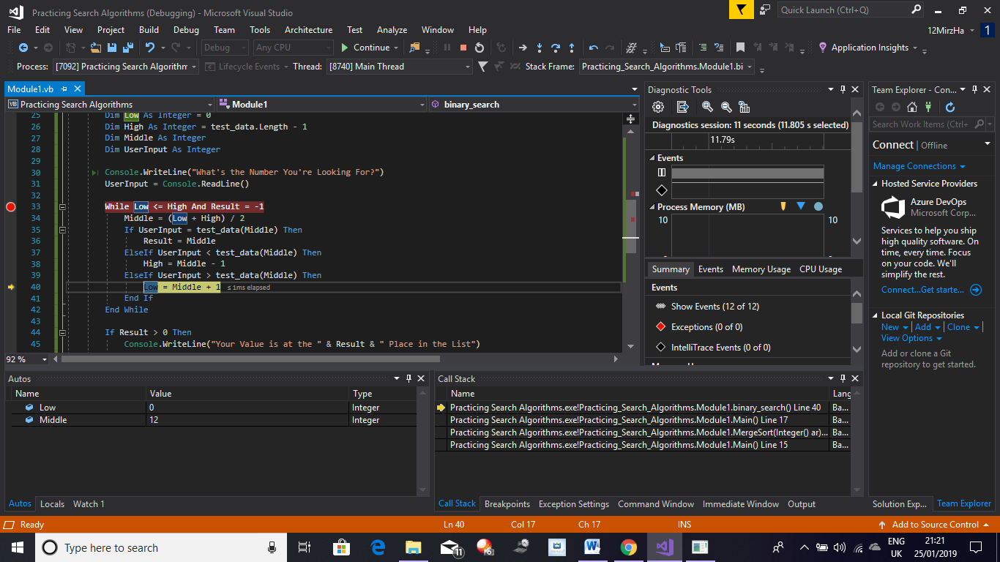 Practicing Search Algorithms (Debugging) - Microsoft Visual Studio
Quick Launch (Ctrl+Q)
File Edit View Project Build Debug Team Tools Architecture Test Analyze Window Help
12MirzHa
1
Debug Any CPU Continue Application Insights
Process: [7092] Practicing Search Algorithm Lifecycle Events Thread: [8740] Main Thread Stack Frame: Practicing_Search_Algorithms.Module1.bi
Module1.vb
VB Practicing Search Algorithms Module1 binary_search
25 Dim Low As Integer = 0
26 Dim High As Integer = test_data.Length - 1
27 Dim Middle As Integer
28 Dim UserInput As Integer
29
30 Console.WriteLine("What's the Number You're Looking For?")
31 UserInput = Console.ReadLine()
32
33 While Low <= High And Result = -1
34 Middle = (Low + High) / 2
35 If UserInput = test_data(Middle) Then
36 Result = Middle
37 ElseIf UserInput < test_data(Middle) Then
38 High = Middle - 1
39 ElseIf UserInput > test_data(Middle) Then
40 Low = Middle + 1 ≤ 1ms elapsed
41 End If
42 End While
43
44 If Result > 0 Then
45 Console.WriteLine("Your Value is at the " & Result & " Place in the List")
92 %
Diagnostic Tools
Diagnostics session: 11 seconds (11.805 s selected)
11.79s
Events
Process Memory (MB)
10 10
Summary Events Memory Usage CPU Usage
Events
Show Events (12 of 12)
Exceptions (0 of 0)
IntelliTrace Events (0 of 0)
Team Explorer - Con...
Search Work Items (Ctrl+
Connect | Offline
Manage Connections
Hosted Service Providers
Azure DevOps
Microsoft Corp...
Services to help you ship
high quality software. On
time, every time. Focus
on your code. We'll
simplify the rest.
Connect...Get starte...
Local Git Repositories
New Add Clone
View Options
Add or clone a Git
repository to get started.
Autos
Name Value Type
Low 0 Integer
Middle 12 Integer
Autos Locals Watch 1
Call Stack
Name Lang
Practicing Search Algorithms.exe!Practicing_Search_Algorithms.Module1.binary_search() Line 40 Ba...
Practicing Search Algorithms.exe!Practicing_Search_Algorithms.Module1.Main() Line 17 Ba...
Practicing Search Algorithms.exe!Practicing_Search_Algorithms.Module1.MergeSort(Integer() ar)... Ba...
Practicing Search Algorithms.exe!Practicing_Search_Algorithms.Module1.Main() Line 15 Ba...
Call Stack Breakpoints Exception Settings Command Window Immediate Window Output
Solution Exp... Team Explorer
Ready Ln 40 Col 17 Ch 17 INS Add to Source Control
Type here to search
11
ENG
UK
21:21
25/01/2019